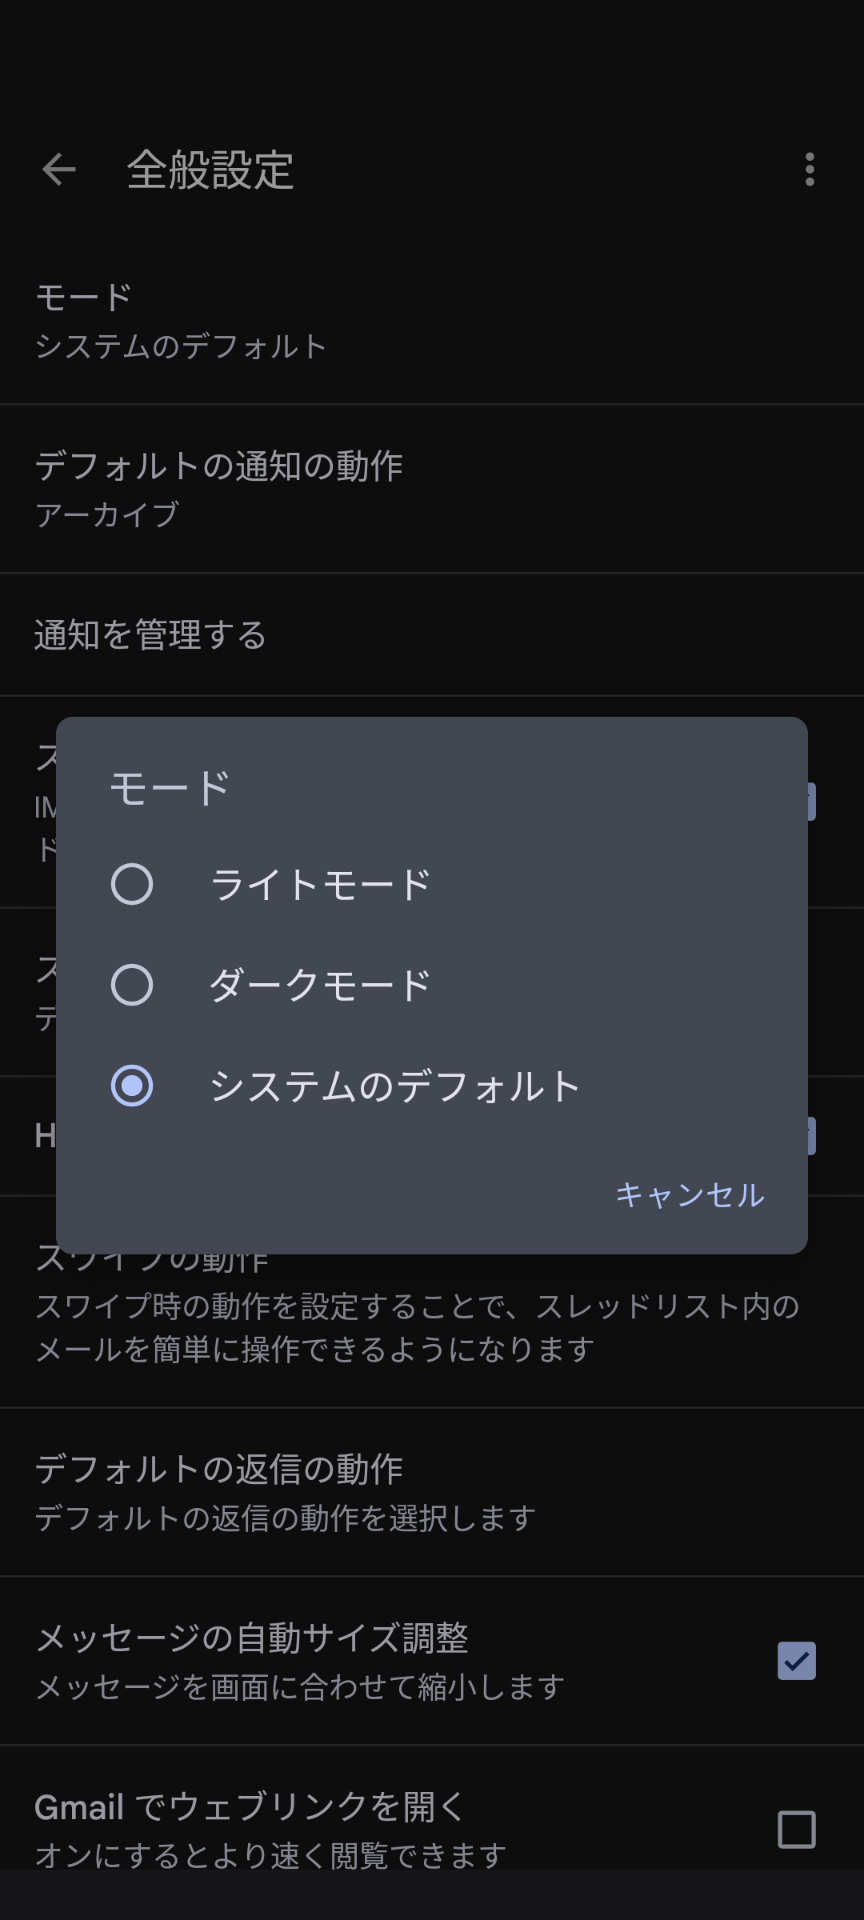 全般設定
モード
システムのデフォルト
デフォルトの通知の動作
アーカイブ
通知を管理する
モード
ライトモード
ダークモード
システムのデフォルト
キャンセル
スワイプの動作
スワイプ時の動作を設定することで、スレッドリスト内の
メールを簡単に操作できるようになります
デフォルトの返信の動作
デフォルトの返信の動作を選択します
メッセージの自動サイズ調整
メッセージを画面に合わせて縮小します
Gmail でウェブリンクを開く
オンにするとより速く閲覧できます